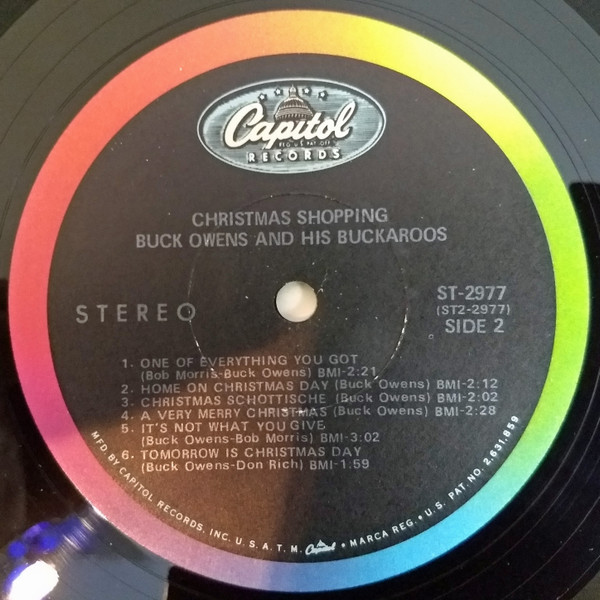 Capitol
REG. U.S. PAT. OFF.
RECORDS
CHRISTMAS SHOPPING
BUCK OWENS AND HIS BUCKAROOS
STEREO
ST-2977
(ST2-2977)
SIDE 2
1. ONE OF EVERYTHING YOU GOT
(Bob Morris-Buck Owens) BMI-2:21
2. HOME ON CHRISTMAS DAY (Buck Owens) BMI-2:12
3. CHRISTMAS SCHOTTISCHE (Buck Owens) BMI-2:02
4. A VERY MERRY CHRISTMAS (Buck Owens) BMI-2:28
5. IT'S NOT WHAT YOU GIVE
(Buck Owens-Bob Morris) BMI-3:02
6. TOMORROW IS CHRISTMAS DAY
(Buck Owens-Don Rich) BMI-1:59
MFD. BY CAPITOL RECORDS, INC. U.S.A. T.M. Capitol • MARCA REG. • U.S. PAT. NO. 2,631,859